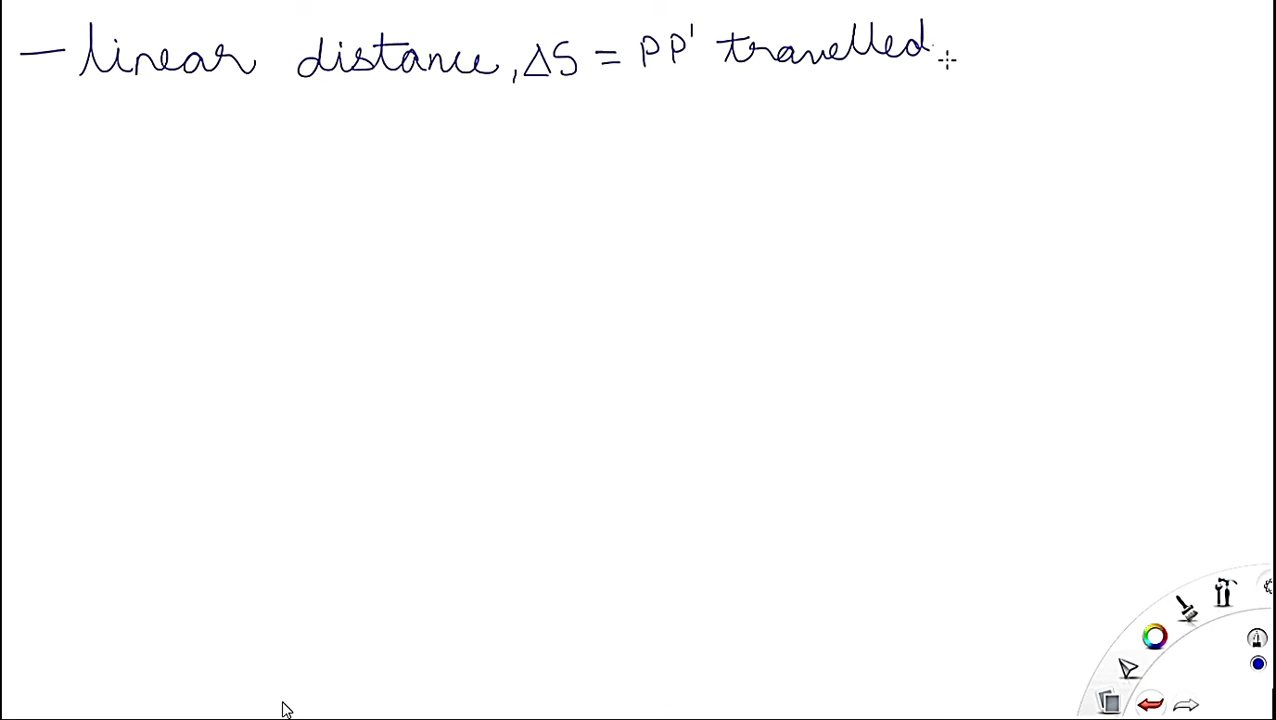 - linear distance, ΔS = PP' travelled